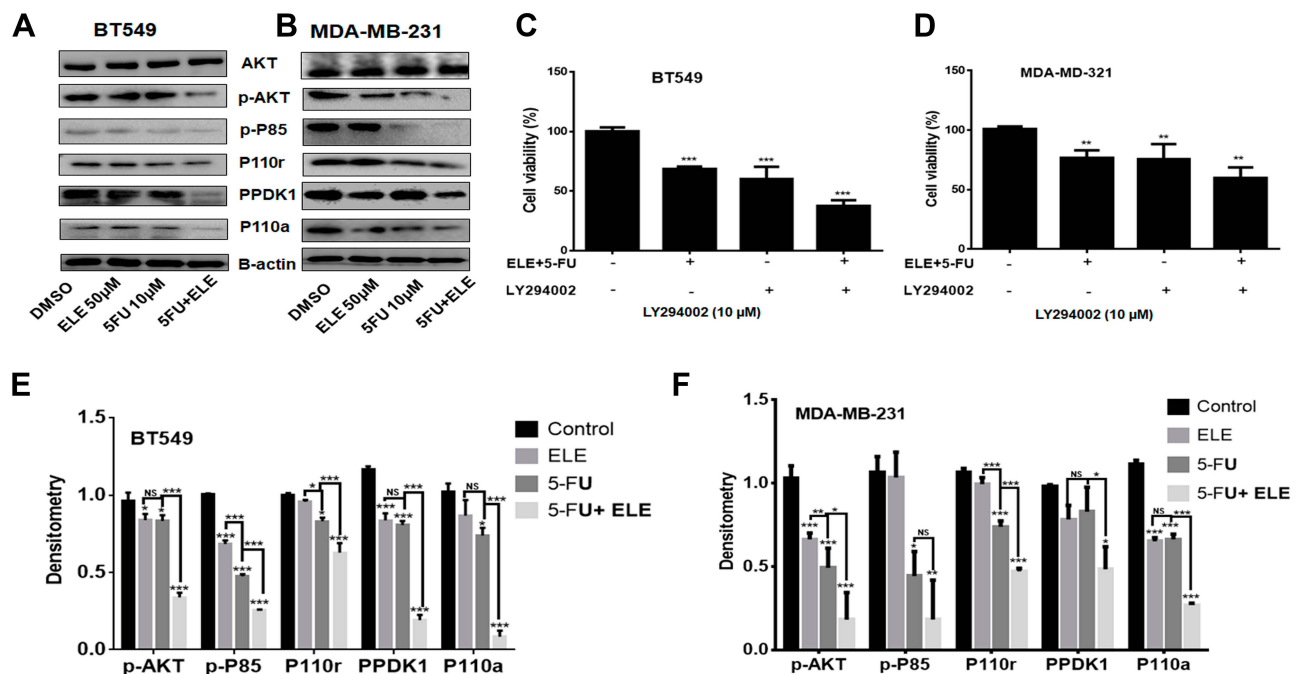 A
BT549
B
MDA-MB-231
AKT
p-AKT
p-P85
P110r
PPDK1
P110a
B-actin
DMSO
ELE 50µM
5FU 10µM
5FU+ELE
DMSO
ELE 50µM
5FU 10µM
5FU+ELE
C
BT549
Cell viability (%)
150
100
50
0
***
***
***
ELE+5-FU - + - +
LY294002 - - + +
LY294002 (10 µM)
D
MDA-MD-321
Cell viability (%)
150
100
50
0
**
**
**
ELE+5-FU - + - +
LY294002 - - + +
LY294002 (10 µM)
E
BT549
Densitometry
1.5
1.0
0.5
0.0
Control
ELE
5-FU
5-FU+ ELE
NS ***
* * ***
*** ***
*** *** ***
* ***
* ***
NS ***
*** *** ***
NS ***
* ***
p-AKT p-P85 P110r PPDK1 P110a
F
MDA-MB-231
Densitometry
1.5
1.0
0.5
0.0
Control
ELE
5-FU
5-FU+ ELE
** *
*** *** ***
NS
* **
*** ***
*** ***
NS *
*
NS ***
*** *** ***
p-AKT p-P85 P110r PPDK1 P110a